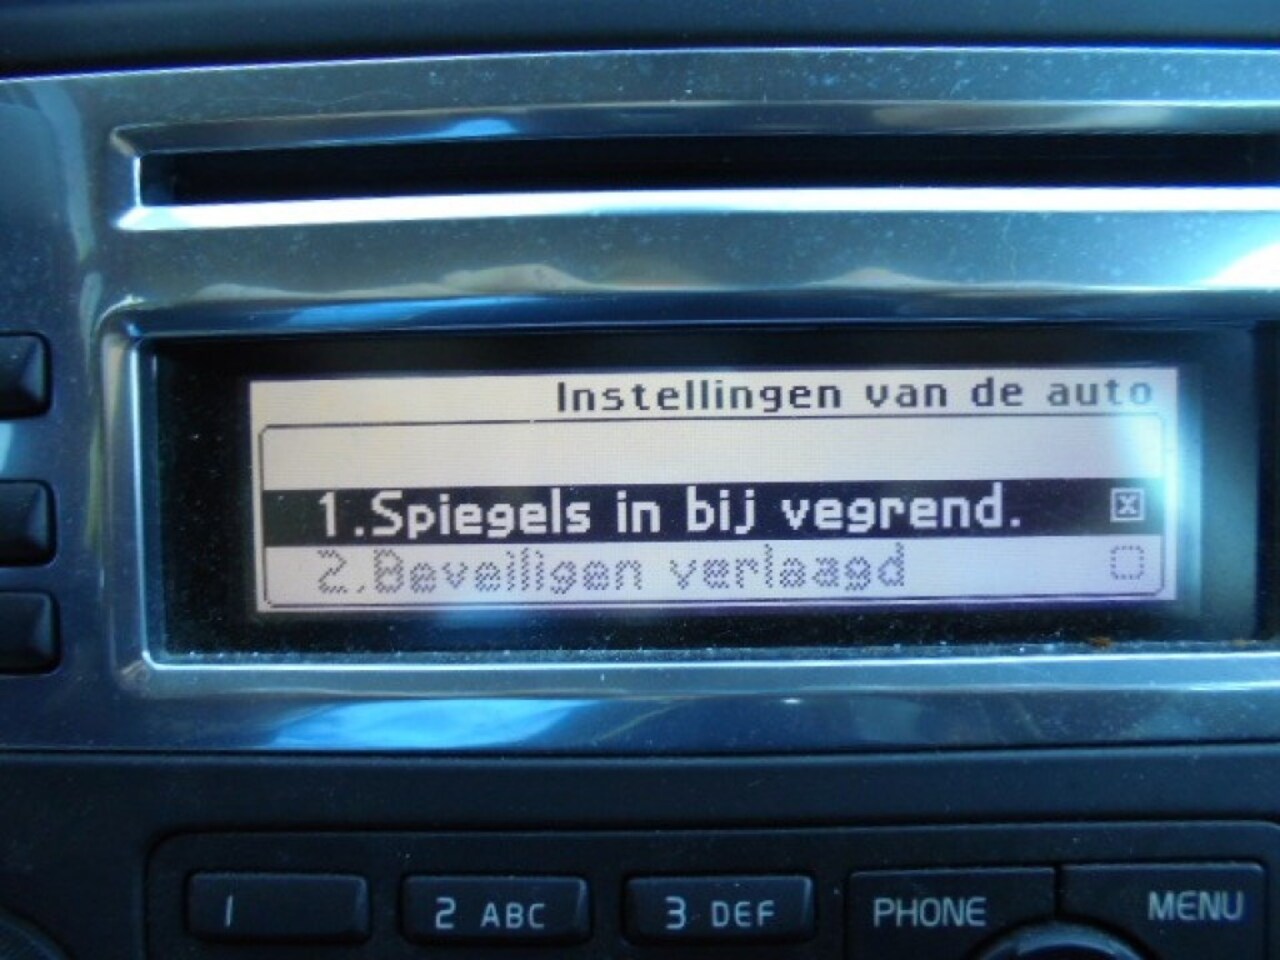 Instellingen van de auto
1.Spiegels in bij vegrend.
2.Beveiligen verlaagd
1
2 ABC
3 DEF
PHONE
MENU